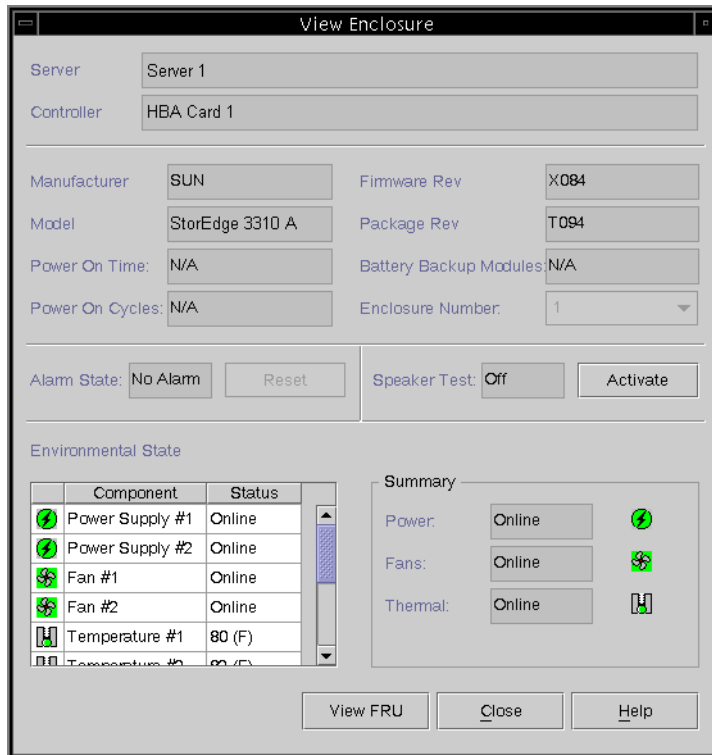 View Enclosure
Server Server 1
Controller HBA Card 1
Manufacturer SUN Firmware Rev X084
Model StorEdge 3310 A Package Rev T094
Power On Time: N/A Battery Backup Modules: N/A
Power On Cycles: N/A Enclosure Number: 1
Alarm State: No Alarm Reset Speaker Test: Off Activate
Environmental State
Summary
Component Status
Power Supply #1 Online
Power Supply #2 Online
Fan #1 Online
Fan #2 Online
Temperature #1 80 (F)
Power: Online
Fans: Online
Thermal: Online
View FRU Close Help